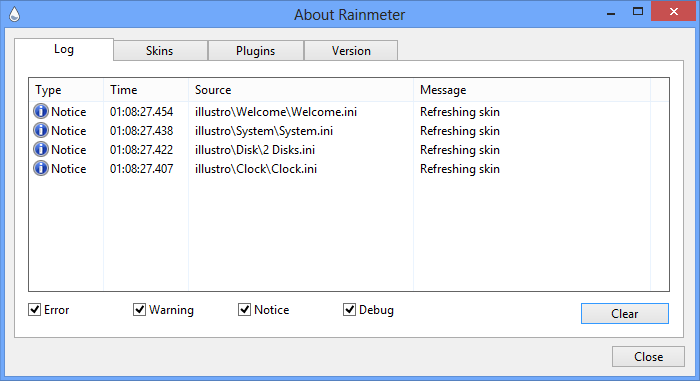 About Rainmeter
Log Skins Plugins Version
Type Time Source Message
Notice 01:08:27.454 illustro\Welcome\Welcome.ini Refreshing skin
Notice 01:08:27.438 illustro\System\System.ini Refreshing skin
Notice 01:08:27.422 illustro\Disk\2 Disks.ini Refreshing skin
Notice 01:08:27.407 illustro\Clock\Clock.ini Refreshing skin
Error Warning Notice Debug Clear
Close